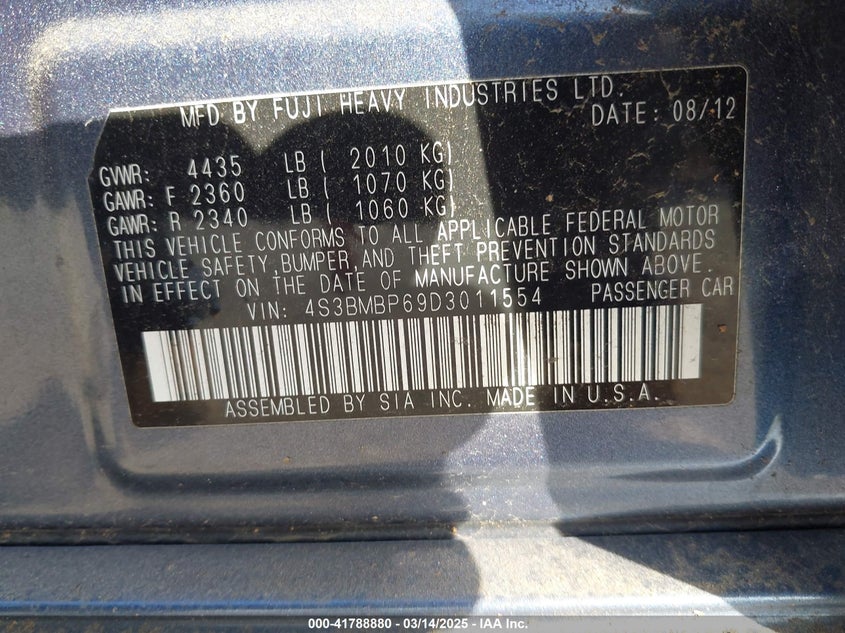 MFD BY FUJI HEAVY INDUSTRIES LTD.
DATE: 08/12
GVWR: 4435 LB ( 2010 KG)
GAWR: F 2360 LB ( 1070 KG)
GAWR: R 2340 LB ( 1060 KG)
THIS VEHICLE CONFORMS TO ALL APPLICABLE FEDERAL MOTOR
VEHICLE SAFETY, BUMPER, AND THEFT PREVENTION STANDARDS
IN EFFECT ON THE DATE OF MANUFACTURE SHOWN ABOVE.
VIN: 4S3BMBP69D3011554 PASSENGER CAR
ASSEMBLED BY SIA INC. MADE IN U.S.A.
000-41788880 - 03/14/2025 - IAA Inc.